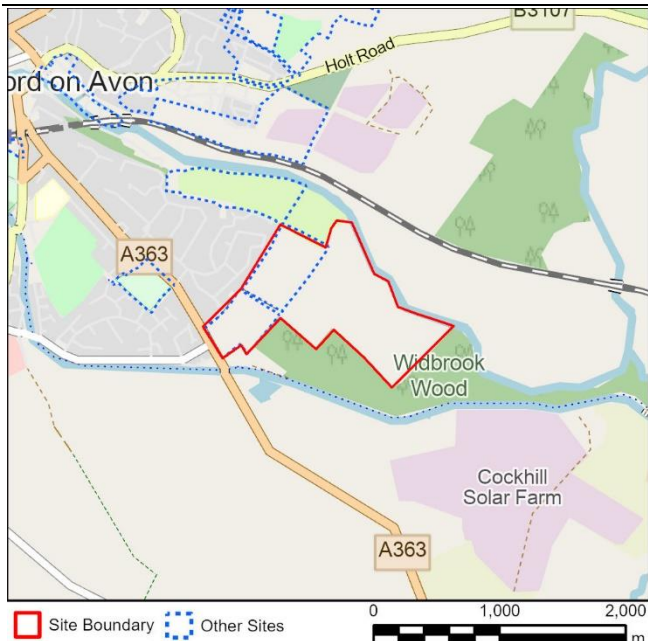 B3107
Holt Road
ord on Avon
A363
Widbrook
Wood
Cockhill
Solar Farm
A363
Site Boundary Other Sites
0 1,000 2,000
m